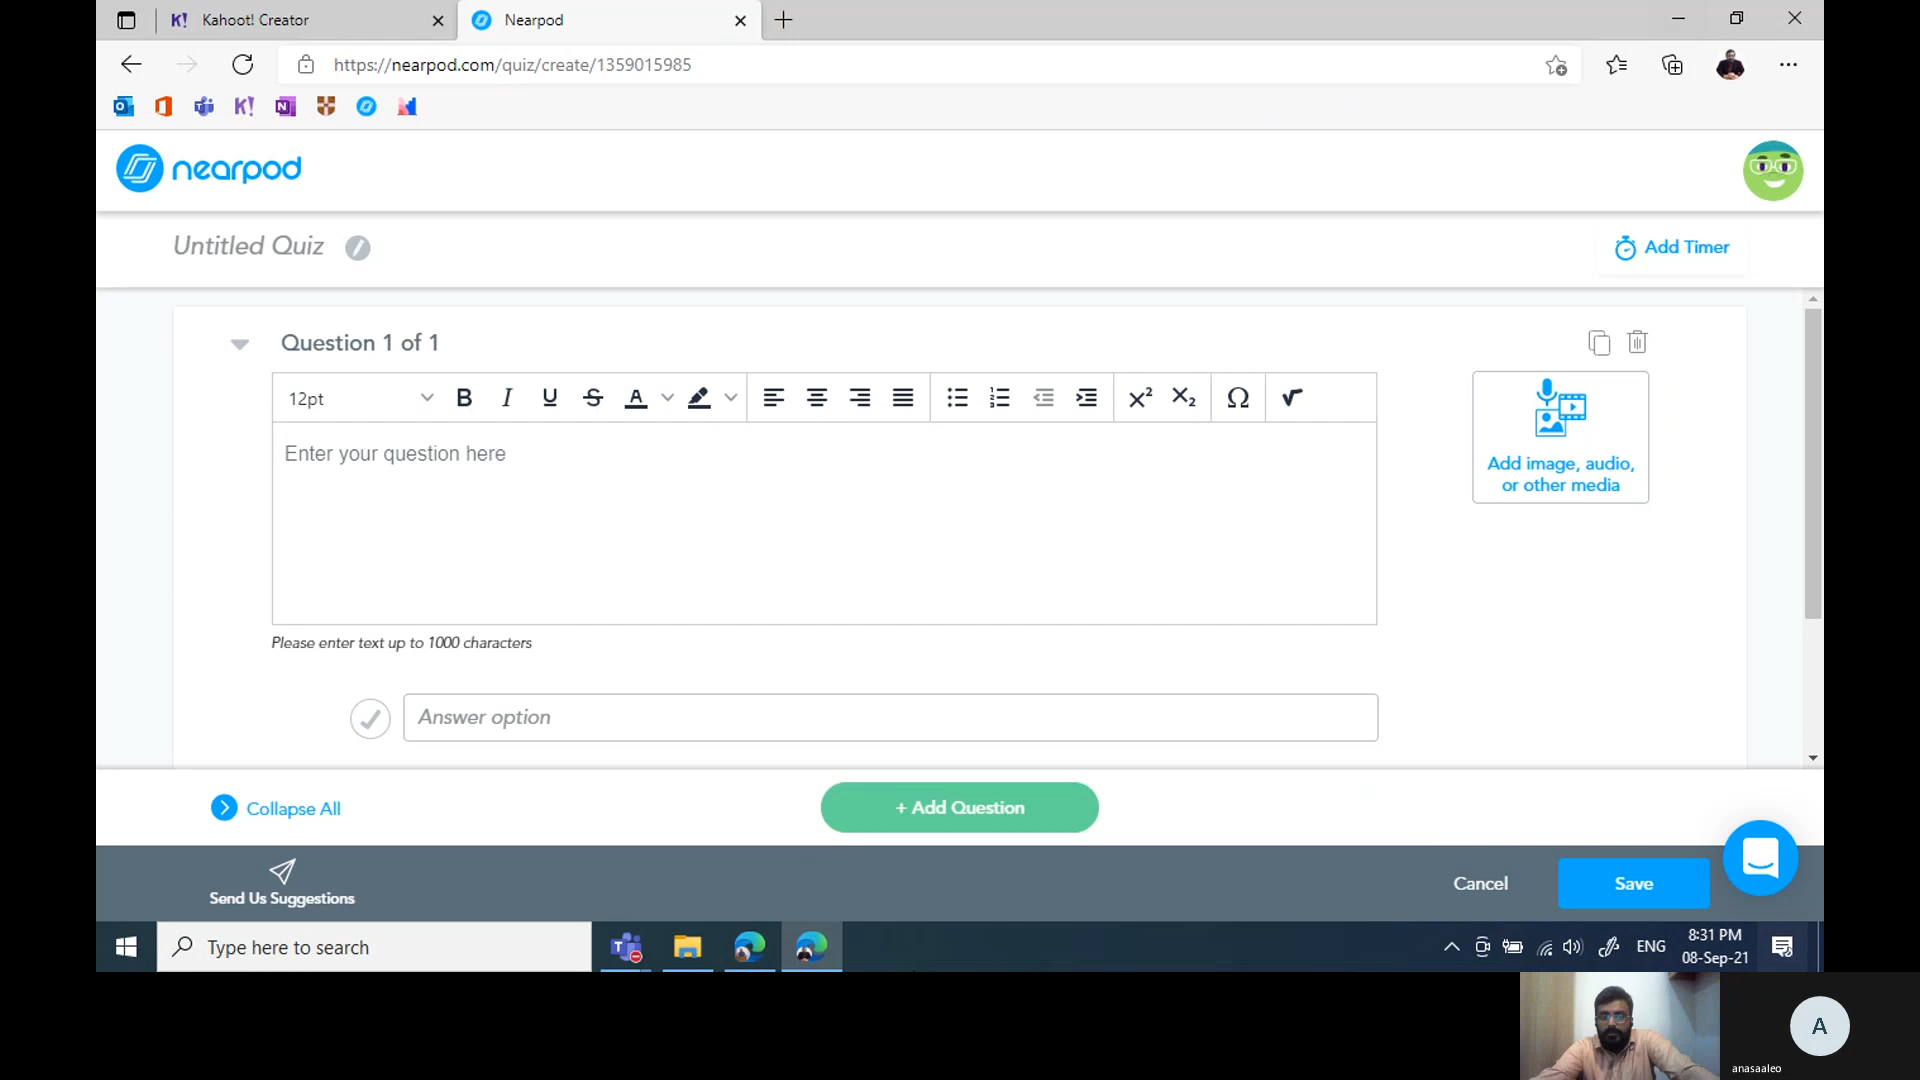 Kahoot! Creator
Nearpod
https://nearpod.com/quiz/create/1359015985
nearpod
Untitled Quiz
Add Timer
Question 1 of 1
12pt
Enter your question here
Add image, audio,
or other media
Please enter text up to 1000 characters
Answer option
Collapse All
+ Add Question
Send Us Suggestions
Cancel
Save
Type here to search
ENG
8:31 PM
08-Sep-21
A
anasaaleo